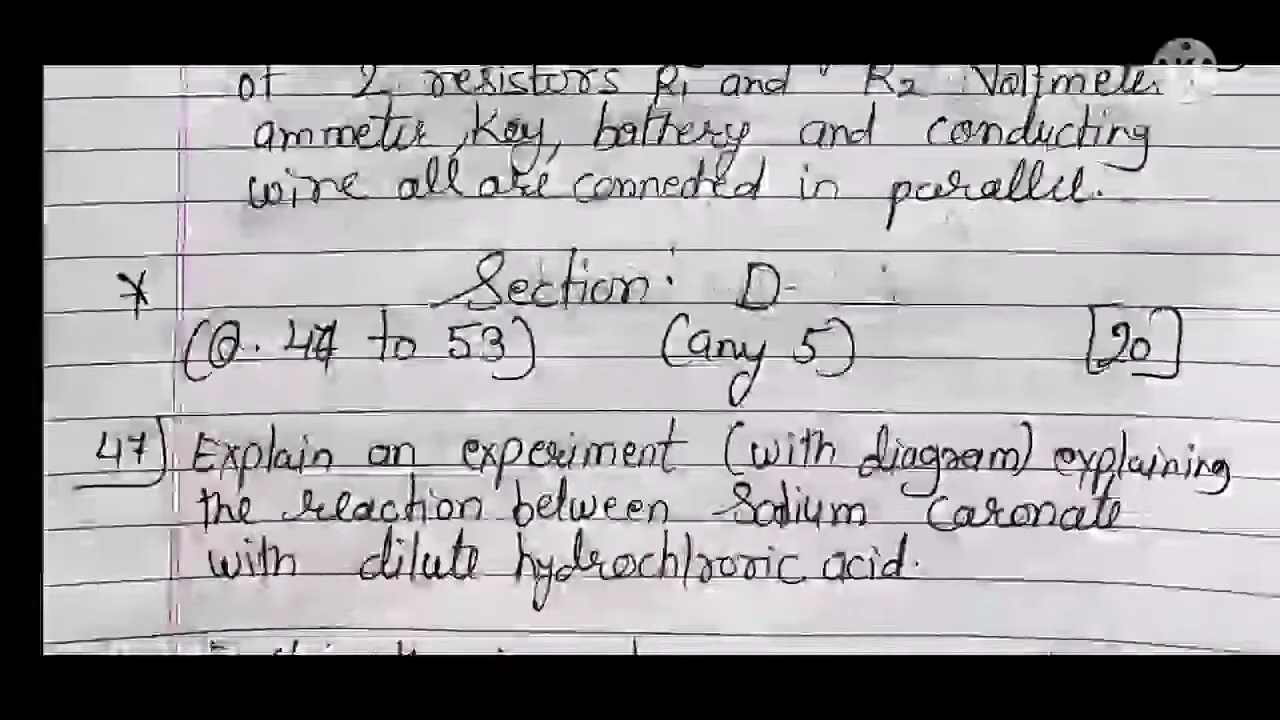 of 2 resistors R1 and R2 Voltmeter
ammeter, Key, battery and conducting
wire all are connected in parallel.
* Section: D
(Q. 47 to 53) (any 5) [20]
47) Explain an experiment (with diagram) explaining
the reaction between Sodium Caronate
with dilute hydrochlroric acid.